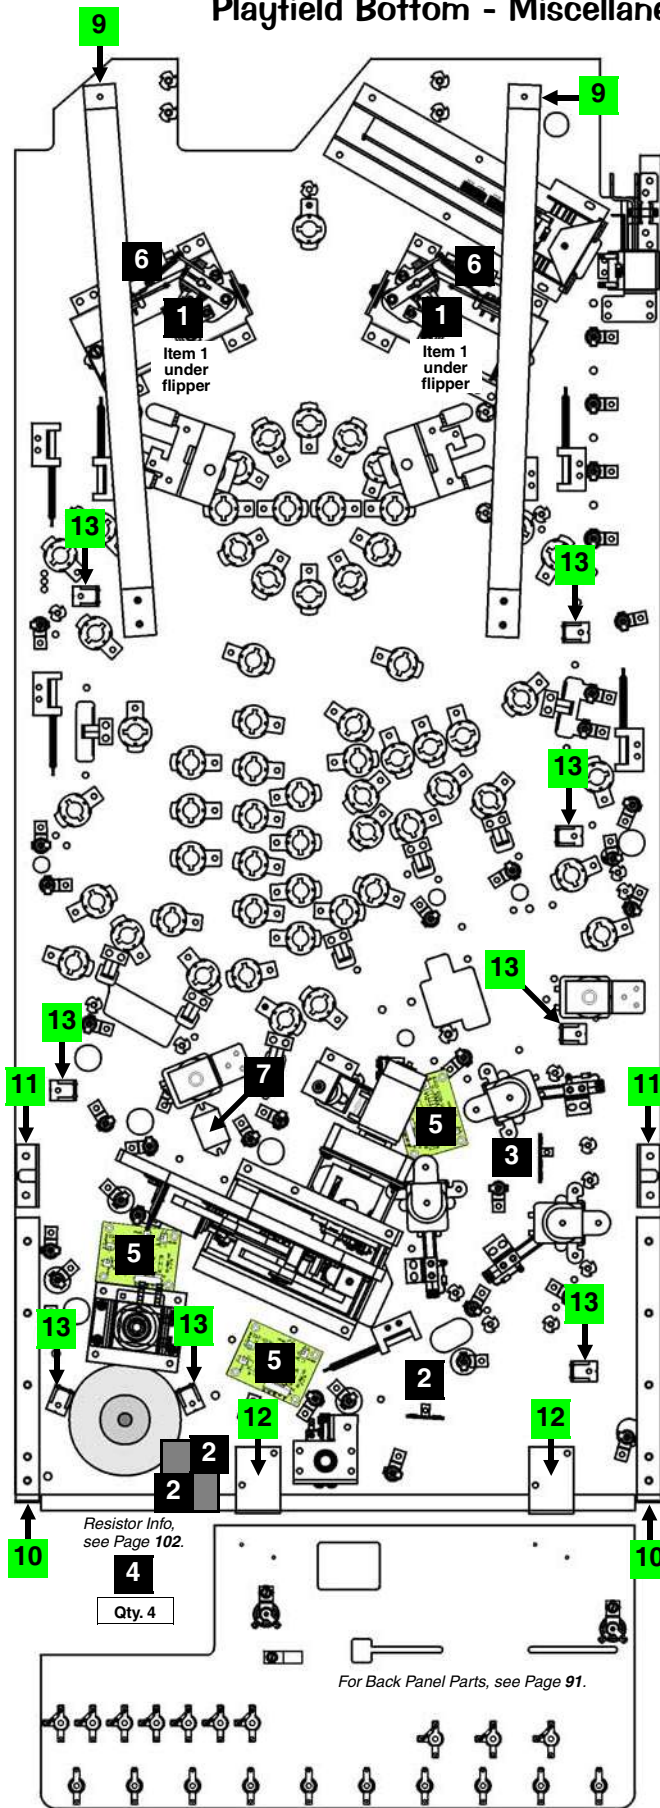 Playfield Bottom - Miscellane
9
9
6
6
1
1
Item 1
under
flipper
Item 1
under
flipper
13
13
13
13
13
11
11
7
5
3
5
13
13
13
5
2
12
12
2
2
10
10
Resistor Info,
see Page 102.
4
Qty. 4
For Back Panel Parts, see Page 91.